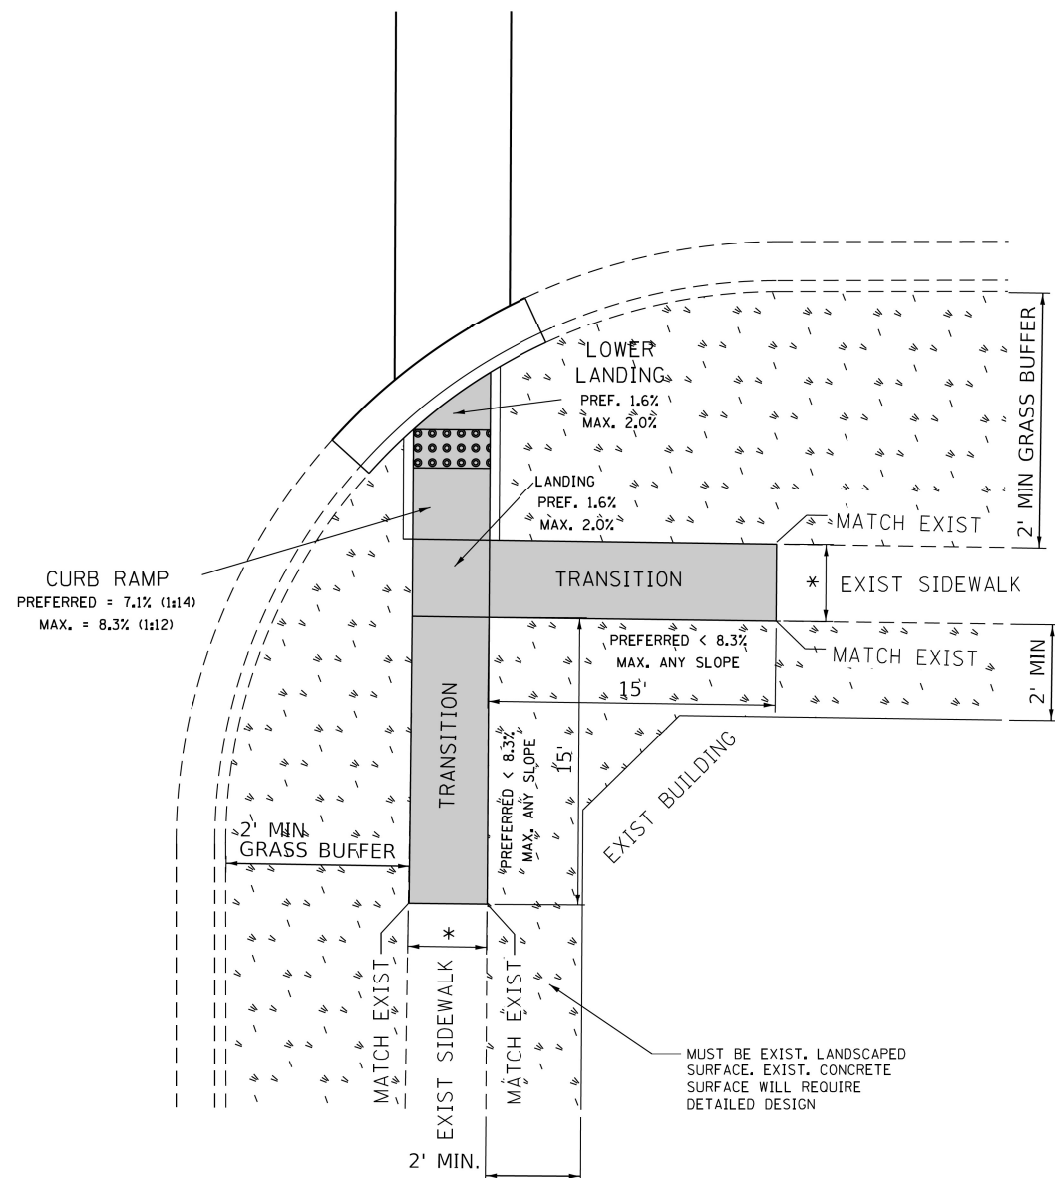 LOWER
LANDING
PREF. 1.6%
MAX. 2.0%
2' MIN GRASS BUFFER
LANDING
PREF. 1.6%
MAX. 2.0%
MATCH EXIST
CURB RAMP
PREFERRED = 7.1% (1:14)
MAX. = 8.3% (1:12)
TRANSITION
* EXIST SIDEWALK
PREFERRED < 8.3%
MAX. ANY SLOPE
MATCH EXIST
2' MIN
15'
TRANSITION
PREFERRED < 8.3%
MAX. ANY SLOPE
15'
EXIST BUILDING
2' MIN
GRASS BUFFER
*
MATCH EXIST
EXIST SIDEWALK
MATCH EXIST
MUST BE EXIST. LANDSCAPED
SURFACE. EXIST. CONCRETE
SURFACE WILL REQUIRE
DETAILED DESIGN
2' MIN.